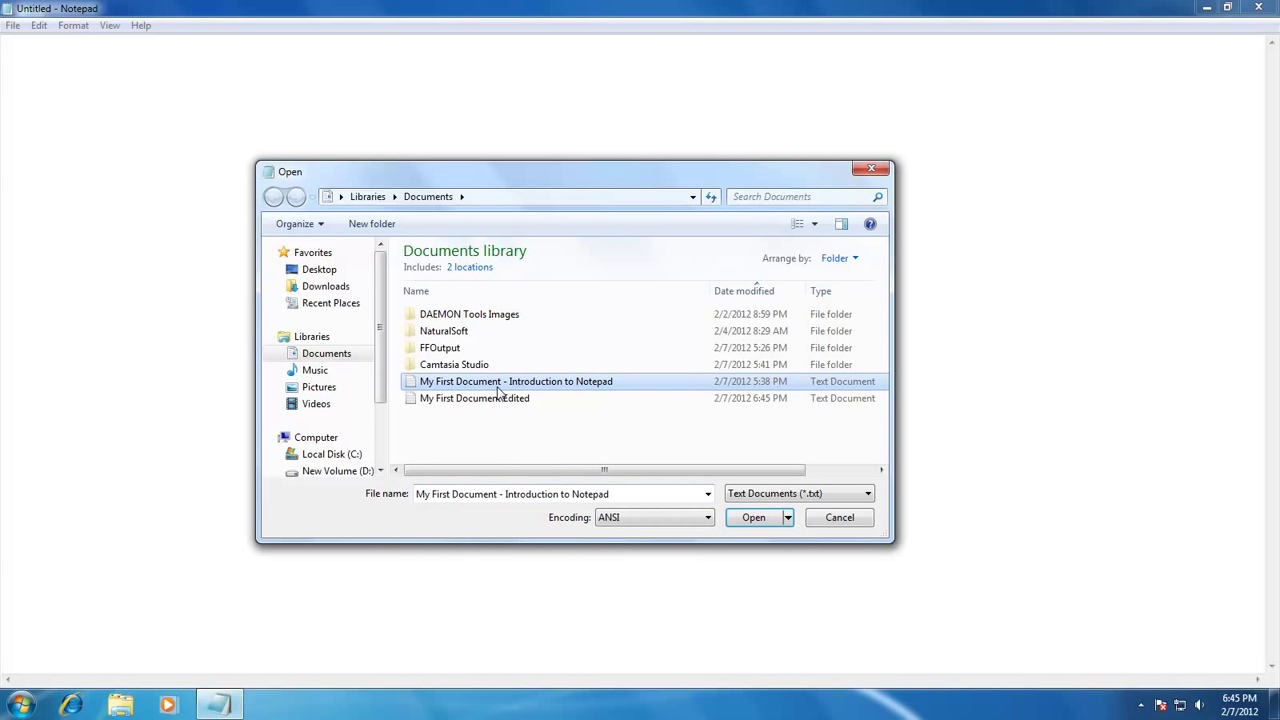 Untitled - Notepad
File Edit Format View Help
Open
Libraries Documents
Search Documents
Organize New folder
Favorites
Desktop
Downloads
Recent Places
Libraries
Documents
Music
Pictures
Videos
Computer
Local Disk (C:)
New Volume (D:)
Documents library
Includes: 2 locations
Arrange by: Folder
Name Date modified Type
DAEMON Tools Images 2/2/2012 8:59 PM File folder
NaturalSoft 2/4/2012 8:29 AM File folder
FFOutput 2/7/2012 5:26 PM File folder
Camtasia Studio 2/7/2012 5:41 PM File folder
My First Document - Introduction to Notepad 2/7/2012 5:38 PM Text Document
My First Document Edited 2/7/2012 6:45 PM Text Document
File name: My First Document - Introduction to Notepad Text Documents (*.txt)
Encoding: ANSI Open Cancel
6:45 PM
2/7/2012